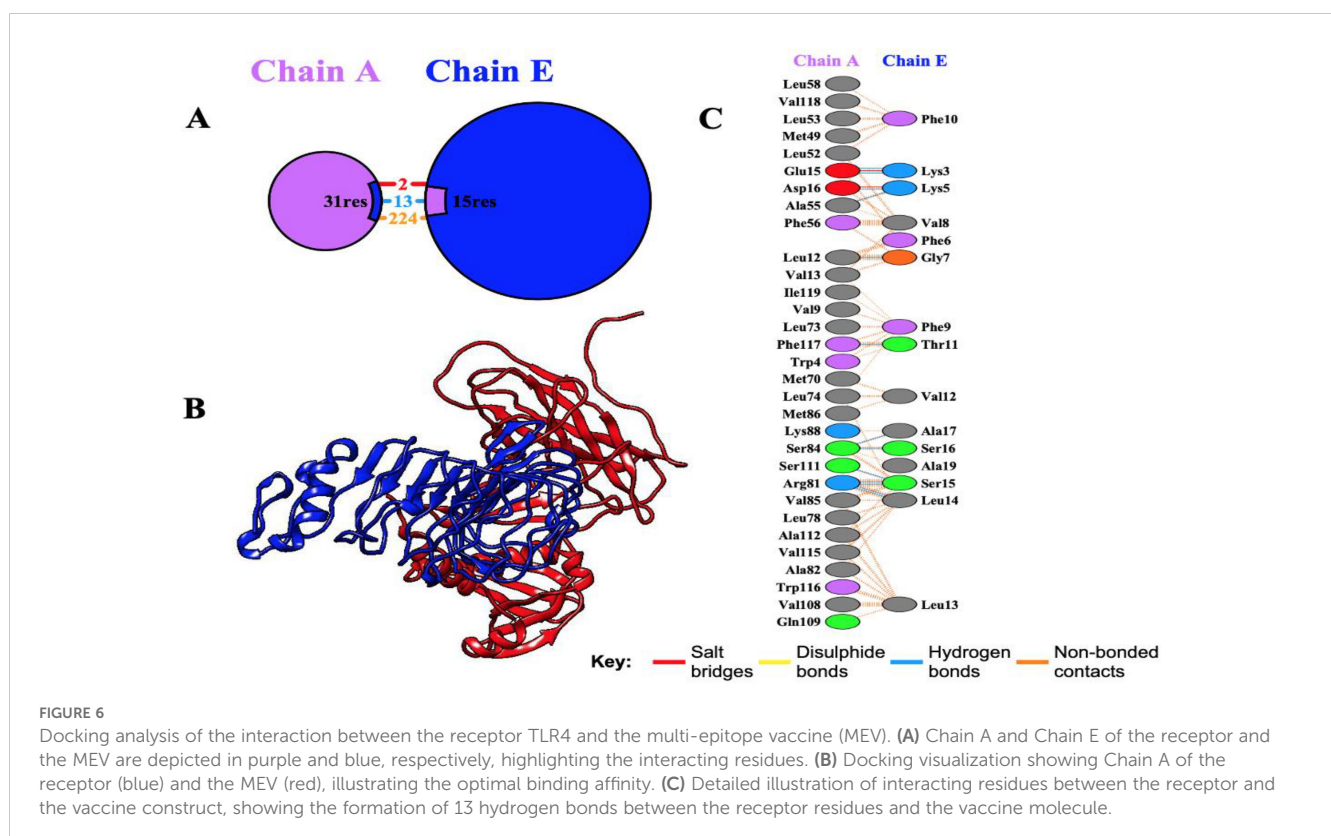 Chain A Chain E
A
31res
2
13
224
15res
B
C
Chain A Chain E
Leu58
Val118
Leu53 Phe10
Met49
Leu52
Glu15 Lys3
Asp16 Lys5
Ala55
Phe56 Val8
Phe6
Leu12 Gly7
Val13
Ile119
Val9
Leu73 Phe9
Phe117 Thr11
Trp4
Met70
Leu74 Val12
Met86
Lys88 Ala17
Ser84 Ser16
Ser111 Ala19
Arg81 Ser15
Val85 Leu14
Leu78
Ala112
Val115
Ala82
Trp116
Val108 Leu13
Gln109
Key: Salt bridges Disulphide bonds Hydrogen bonds Non-bonded contacts
FIGURE 6
Docking analysis of the interaction between the receptor TLR4 and the multi-epitope vaccine (MEV). (A) Chain A and Chain E of the receptor and
the MEV are depicted in purple and blue, respectively, highlighting the interacting residues. (B) Docking visualization showing Chain A of the
receptor (blue) and the MEV (red), illustrating the optimal binding affinity. (C) Detailed illustration of interacting residues between the receptor and
the vaccine construct, showing the formation of 13 hydrogen bonds between the receptor residues and the vaccine molecule.